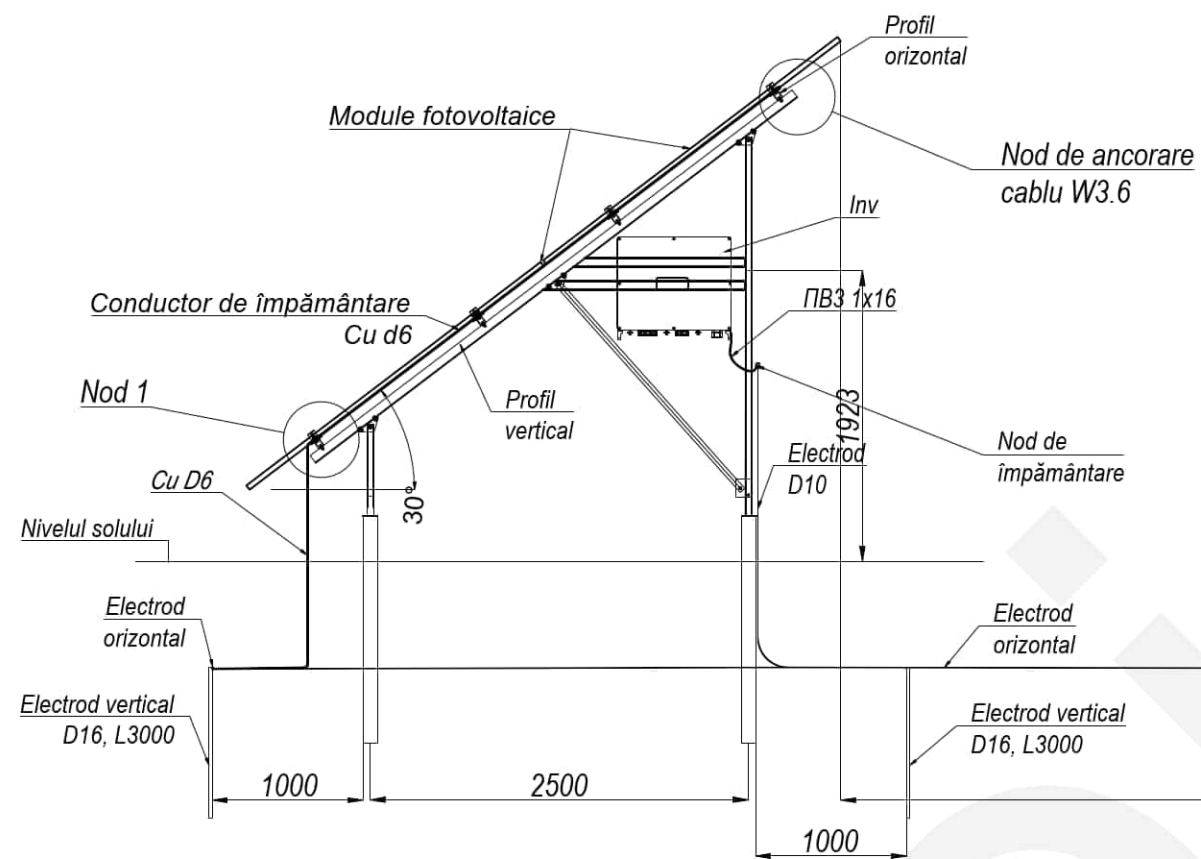 Profil
orizontal
Module fotovoltaice
Nod de ancorare
cablu W3.6
Inv
Conductor de împământare
Cu d6
ПВЗ 1x16
Nod 1
Profil
vertical
1923
Nod de
împământare
Electrod
D10
Cu D6
30°
Nivelul solului
Electrod
orizontal
Electrod
orizontal
Electrod vertical
D16, L3000
Electrod vertical
D16, L3000
1000
2500
1000